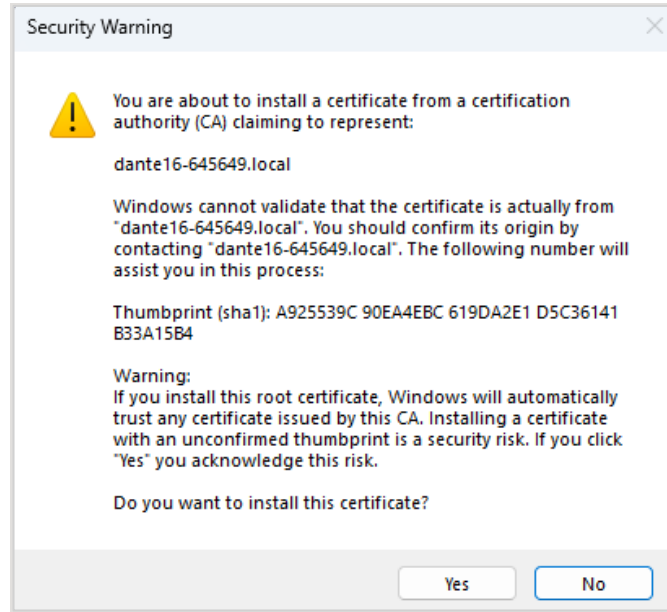 Security Warning
You are about to install a certificate from a certification
authority (CA) claiming to represent:
dante16-645649.local
Windows cannot validate that the certificate is actually from
"dante16-645649.local". You should confirm its origin by
contacting "dante16-645649.local". The following number will
assist you in this process:
Thumbprint (sha1): A925539C 90EA4EBC 619DA2E1 D5C36141
B33A15B4
Warning:
If you install this root certificate, Windows will automatically
trust any certificate issued by this CA. Installing a certificate
with an unconfirmed thumbprint is a security risk. If you click
"Yes" you acknowledge this risk.
Do you want to install this certificate?
Yes
No